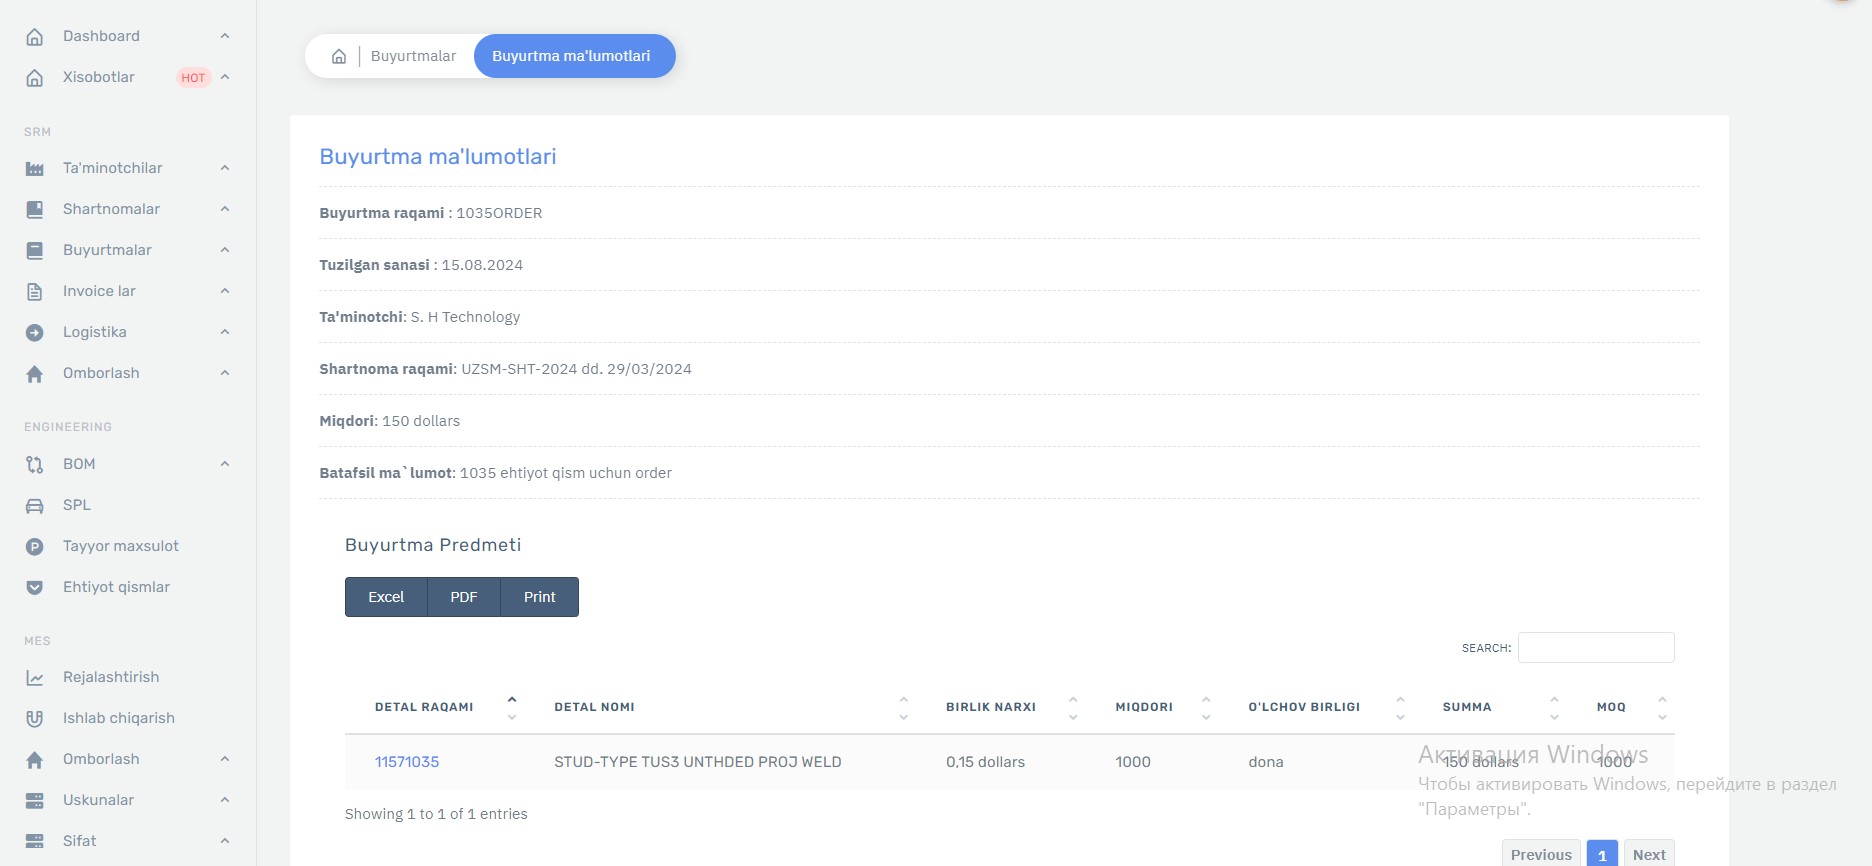 Dashboard
Xisobotlar HOT
SRM
Ta'minotchilar
Shartnomalar
Buyurtmalar
Invoice lar
Logistika
Omborlash
ENGINEERING
BOM
SPL
Tayyor maxsulot
Ehtiyot qismlar
MES
Rejalashtirish
Ishlab chiqarish
Omborlash
Uskunalar
Sifat
Buyurtmalar Buyurtma ma'lumotlari
Buyurtma ma'lumotlari
Buyurtma raqami : 1035ORDER
Tuzilgan sanasi : 15.08.2024
Ta'minotchi: S. H Technology
Shartnoma raqami: UZSM-SHT-2024 dd. 29/03/2024
Miqdori: 150 dollars
Batafsil ma`lumot: 1035 ehtiyot qism uchun order
Buyurtma Predmeti
Excel PDF Print
SEARCH:
DETAL RAQAMI DETAL NOMI BIRLIK NARXI MIQDORI O'LCHOV BIRLIGI SUMMA MOQ
11571035 STUD-TYPE TUS3 UNTHDED PROJ WELD 0,15 dollars 1000 dona 150 dollars 1000
Showing 1 to 1 of 1 entries
Previous 1 Next
Активация Windows
Чтобы активировать Windows, перейдите в раздел
"Параметры".